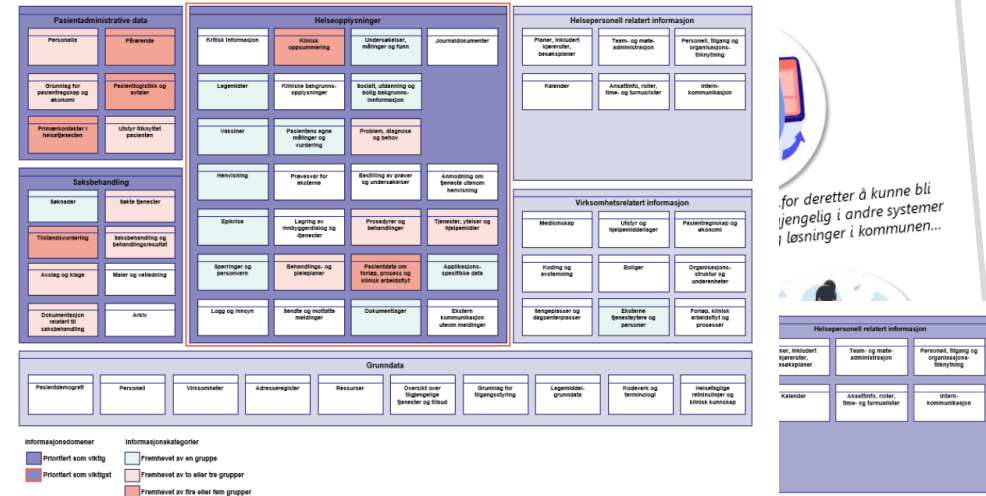 Pasientadministrative data
Personalia
Pårørende
Grunnlag for
pasientregskap og
økonomi
Pasientlogistikk og
avtaler
Primærkontakter i
helsetjenesten
Utstyr tilknyttet
pasienten
Saksbehandling
Søknader
Søkte tjenester
Tilstandsvurdering
Saksbehandling og
behandlingsresultat
Avslag og klage
Maler og veiledning
Dokumentasjon
relatert til
saksbehandling
Arkiv
Helseopplysninger
Kritisk informasjon
Klinisk
oppsummering
Undersøkelser,
målinger og funn
Journaldokumenter
Legemidler
Kliniske bakgrunns-
opplysninger
Sosialt, utdanning og
bolig bakgrunns-
innformasjon
Vaksiner
Pasientens egne
målinger og
vurdering
Problem, diagnose
og behov
Henvisning
Prøvesvar for
eksterne
Bestilling av prøver
og undersøkelser
Anmodning om
tjeneste utenom
henvisning
Epikrise
Lagring av
innbyggerdialog og
-tjenester
Prosedyrer og
behandlinger
Tjenester, ytelser og
hjelpemidler
Sperringer og
personvern
Behandlings- og
pleieplaner
Pasientdata om
forløp, prosess og
klinisk arbeidsflyt
Applikasjons-
spesifikke data
Logg og innsyn
Sendte og mottatte
meldinger
Dokumentlager
Ekstern
kommunikasjon
utenom meldinger
Helsepersonell relatert informasjon
Planer, inkludert
kjøreruter,
besøksplaner
Team- og møte-
administrasjon
Personell, tilgang og
organisasjons-
tilknytning
Kalender
Ansattinfo, roller,
time- og turnuslister
Intern-
kommunikasjon
Virksomhetsrelatert informasjon
Medisinskap
Utstyr og
hjelpemiddellager
Pasientregnskap og
økonomi
Koding og
avstemning
Boliger
Organisasjons-
struktur og
underenheter
Sengeplasser og
dagsenterplasser
Eksterne
tjenesteytere og
personer
Forløp, klinisk
arbeidsflyt og
prosesser
Grunndata
Pasientdemografi
Personell
Virksomheter
Adresseregister
Ressurser
Oversikt over
tilgjengelige
tjenester og tilbud
Grunnlag for
tilgangsstyring
Legemiddel-
grunndata
Kodeverk og
terminologi
Helsefaglige
retningslinjer og
klinisk kunnskap
Informasjonsdomener
Prioritert som viktig
Prioritert som viktigst
Informasjonskategorier
Fremhevet av en gruppe
Fremhevet av to eller tre grupper
Fremhevet av fire eller fem grupper
for deretter å kunne bli
gjengelig i andre systemer
løsninger i kommunen...
Helsepersonell relatert informasjon
inkludert
kjøreruter,
Team- og møte-
administrasjon
Personell, tilgang og
organisasjons-
tilknytning
Kalender
Ansattinfo, roller,
time- og turnuslister
Intern-
kommunikasjon